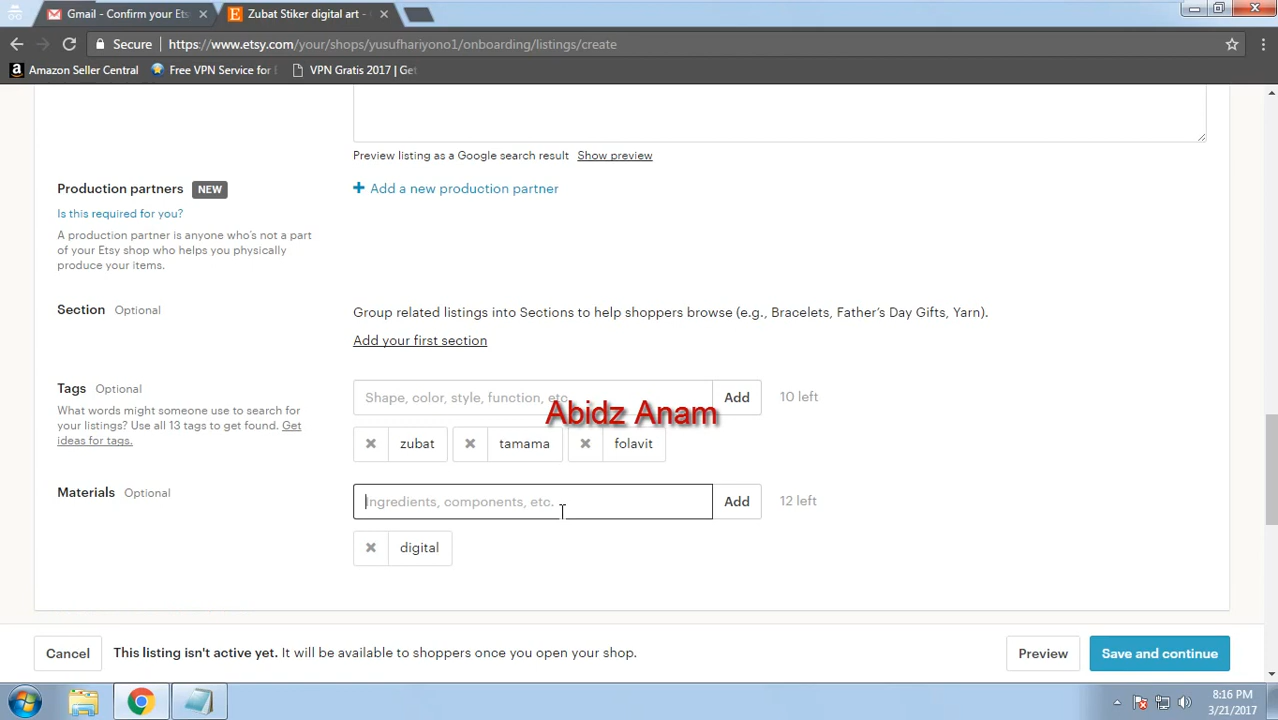 Gmail - Confirm your Ets
Zubat Stiker digital art -
Secure
https://www.etsy.com/your/shops/yusufhariyono1/onboarding/listings/create
Amazon Seller Central
Free VPN Service for
VPN Gratis 2017 | Get
Preview listing as a Google search result Show preview
Production partners NEW
Add a new production partner
Is this required for you?
A production partner is anyone who's not a part
of your Etsy shop who helps you physically
produce your items.
Section Optional
Group related listings into Sections to help shoppers browse (e.g., Bracelets, Father's Day Gifts, Yarn).
Add your first section
Tags Optional
Shape, color, style, function, etc.
Add
10 left
What words might someone use to search for
your listings? Use all 13 tags to get found. Get
ideas for tags.
Abidz Anam
zubat
tamama
folavit
Materials Optional
Ingredients, components, etc.
Add
12 left
digital
Cancel
This listing isn't active yet. It will be available to shoppers once you open your shop.
Preview
Save and continue
8:16 PM
3/21/2017